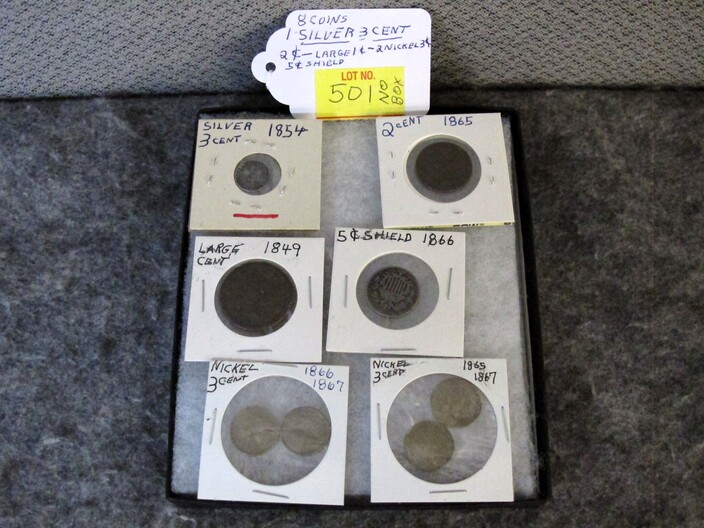 8 COINS
1 SILVER 3 CENT
2¢ - LARGE 1¢ - 2 NICKEL 3¢
5¢ SHIELD
LOT NO.
501 NO BOX
SILVER 1854
3 CENT
2 CENT 1865
LARGE 1849
CENT
5¢ SHIELD 1866
NICKEL 1866
3 CENT 1867
NICKEL 1865
3 CENT 1867